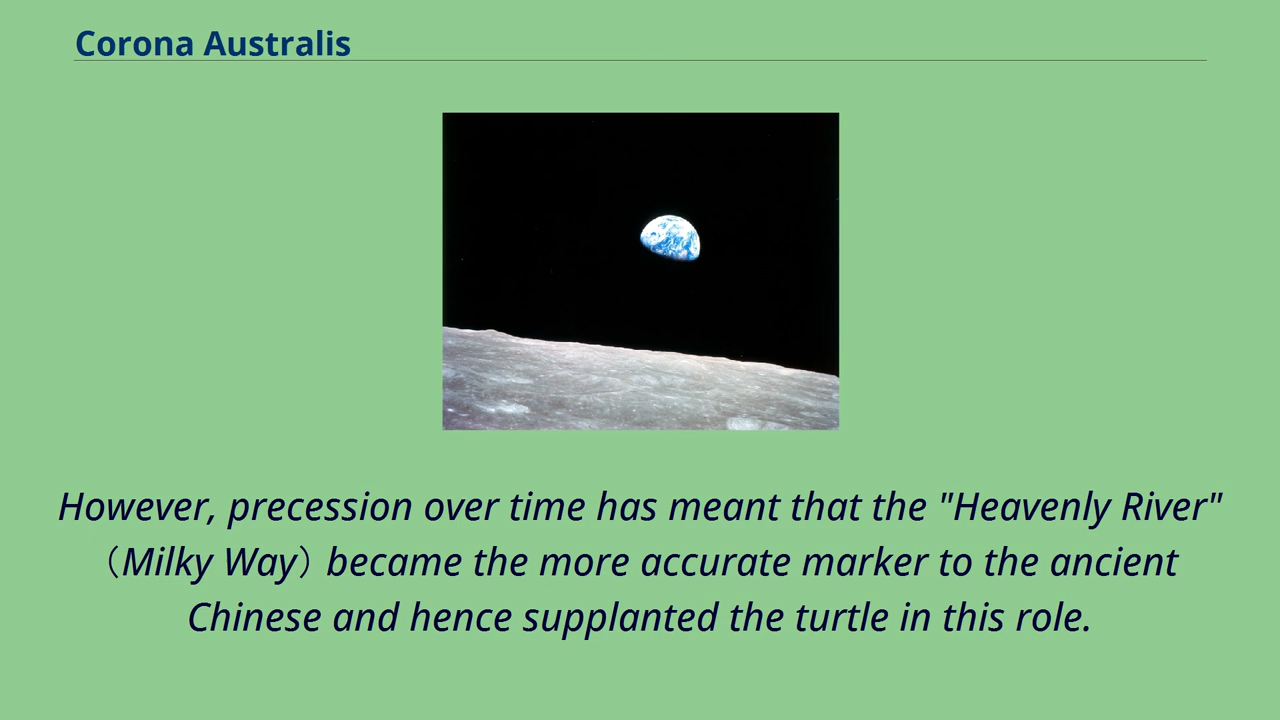 Corona Australis
However, precession over time has meant that the "Heavenly River"
（Milky Way） became the more accurate marker to the ancient
Chinese and hence supplanted the turtle in this role.